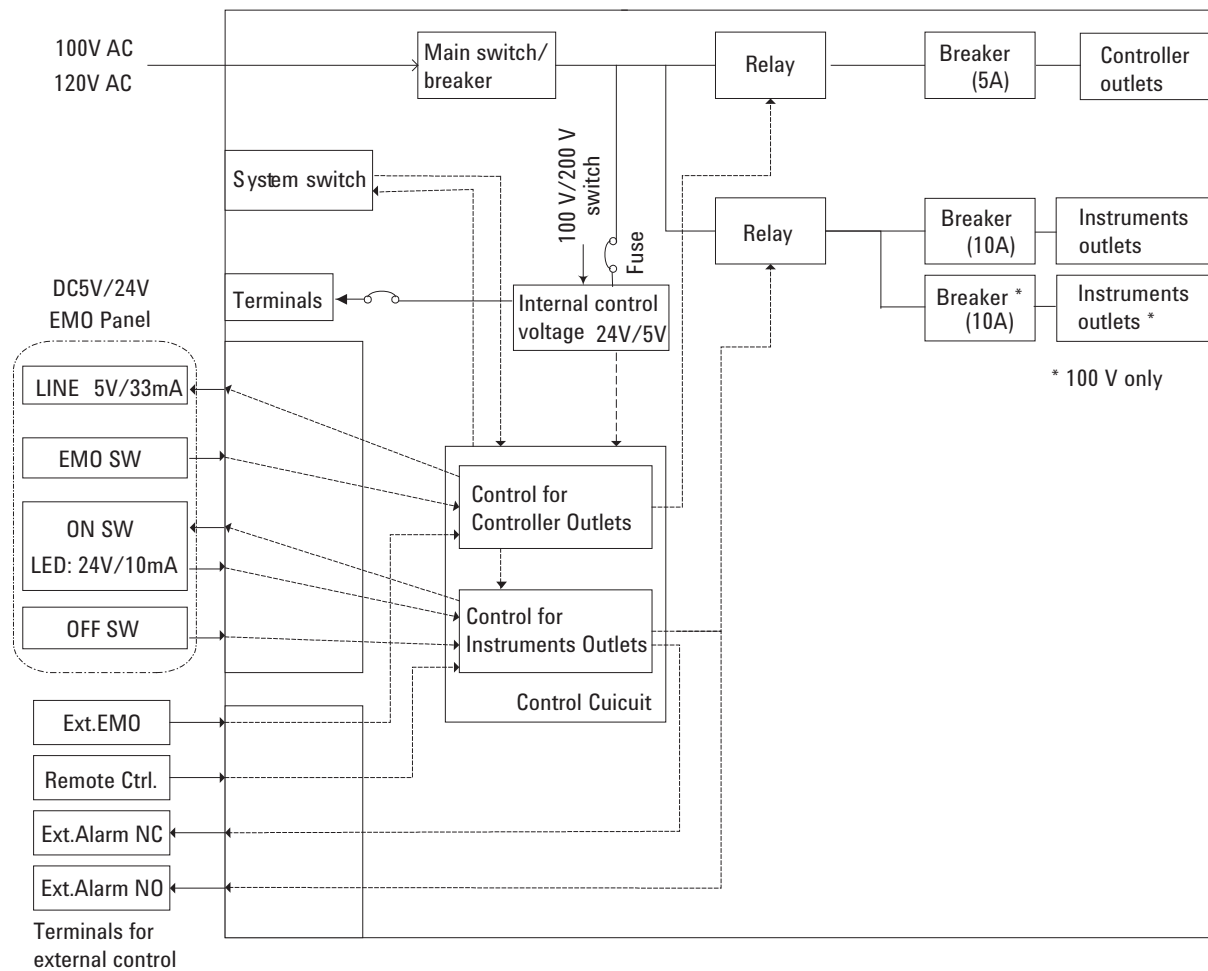 100V AC
120V AC
Main switch/
breaker
Relay
Breaker
(5A)
Controller
outlets
System switch
100 V/200 V
switch
Fuse
Relay
Breaker
(10A)
Instruments
outlets
Breaker *
(10A)
Instruments
outlets *
* 100 V only
Terminals
Internal control
voltage 24V/5V
DC5V/24V
EMO Panel
LINE 5V/33mA
EMO SW
ON SW
LED: 24V/10mA
OFF SW
Control for
Controller Outlets
Control for
Instruments Outlets
Control Cuicuit
Ext.EMO
Remote Ctrl.
Ext.Alarm NC
Ext.Alarm NO
Terminals for
external control